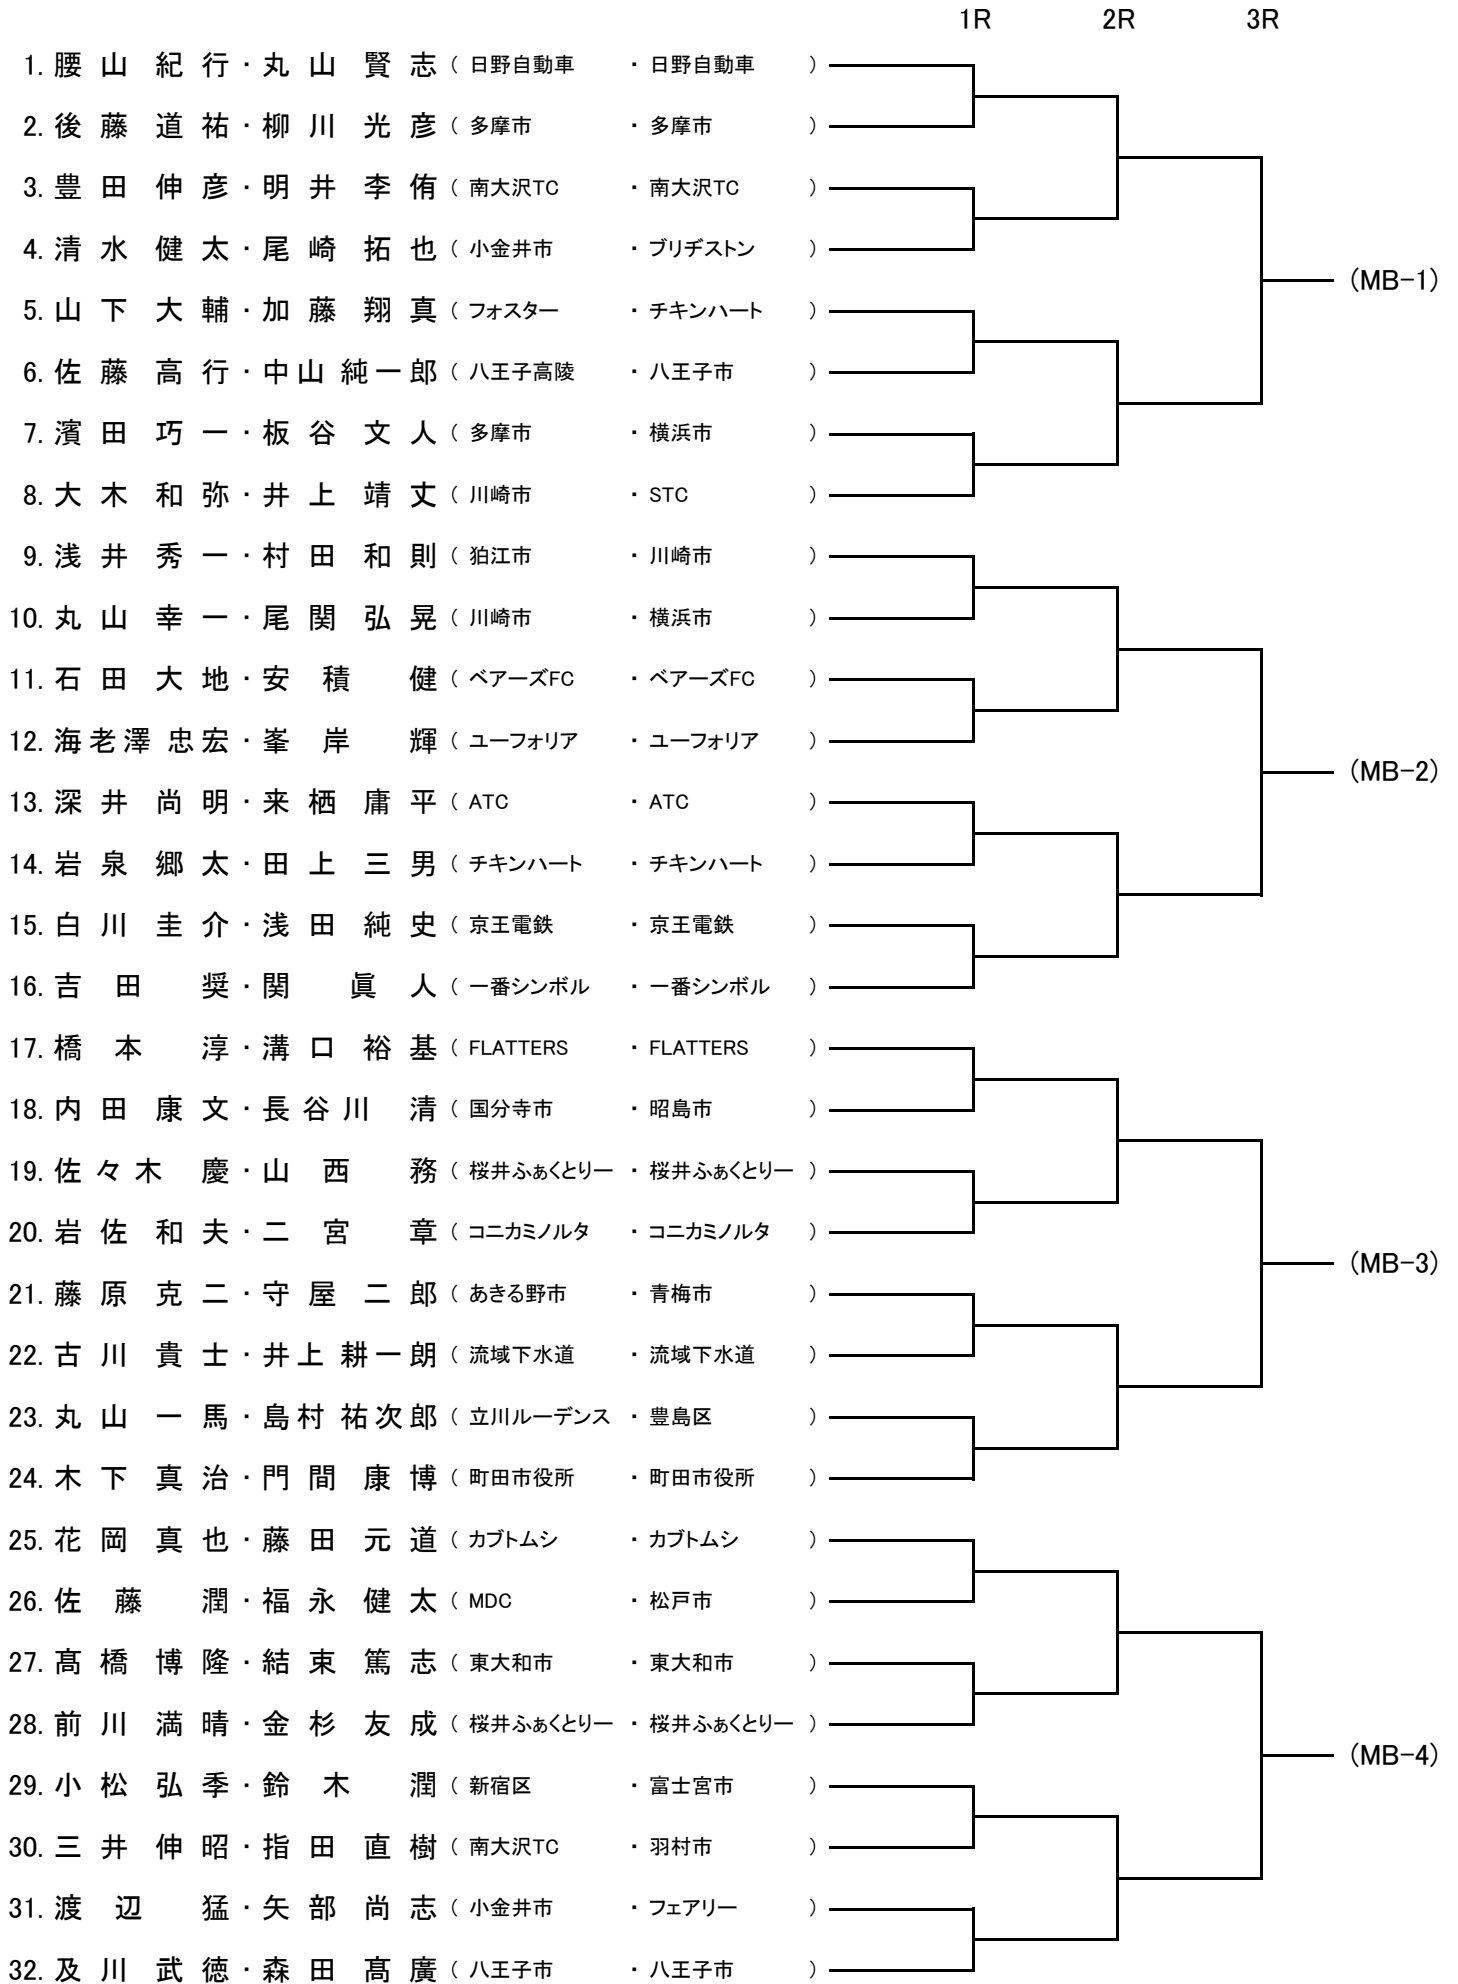 1R 2R 3R
1. 腰山 紀行・丸山 賢志 ( 日野自動車 ・ 日野自動車 )
2. 後藤 道祐・柳川 光彦 ( 多摩市 ・ 多摩市 )
3. 豊田 伸彦・明井 李侑 ( 南大沢TC ・ 南大沢TC )
4. 清水 健太・尾崎 拓也 ( 小金井市 ・ ブリヂストン )
(MB-1)
5. 山下 大輔・加藤 翔真 ( フォスター ・ チキンハート )
6. 佐藤 高行・中山 純一郎 ( 八王子高陵 ・ 八王子市 )
7. 濱田 巧一・板谷 文人 ( 多摩市 ・ 横浜市 )
8. 大木 和弥・井上 靖丈 ( 川崎市 ・ STC )
9. 浅井 秀一・村田 和則 ( 狛江市 ・ 川崎市 )
10. 丸山 幸一・尾関 弘晃 ( 川崎市 ・ 横浜市 )
11. 石田 大地・安積 健 ( ベアーズFC ・ ベアーズFC )
12. 海老澤 忠宏・峯岸 輝 ( ユーフォリア ・ ユーフォリア )
(MB-2)
13. 深井 尚明・来栖 庸平 ( ATC ・ ATC )
14. 岩泉 郷太・田上 三男 ( チキンハート ・ チキンハート )
15. 白川 圭介・浅田 純史 ( 京王電鉄 ・ 京王電鉄 )
16. 吉田 奨・関 眞人 ( 一番シンボル ・ 一番シンボル )
17. 橋本 淳・溝口 裕基 ( FLATTERS ・ FLATTERS )
18. 内田 康文・長谷川 清 ( 国分寺市 ・ 昭島市 )
19. 佐々木 慶・山西 務 ( 桜井ふぁくとりー ・ 桜井ふぁくとりー )
20. 岩佐 和夫・二宮 章 ( コニカミノルタ ・ コニカミノルタ )
(MB-3)
21. 藤原 克二・守屋 二郎 ( あきる野市 ・ 青梅市 )
22. 古川 貴士・井上 耕一朗 ( 流域下水道 ・ 流域下水道 )
23. 丸山 一馬・島村 祐次郎 ( 立川ルーデンス ・ 豊島区 )
24. 木下 真治・門間 康博 ( 町田市役所 ・ 町田市役所 )
25. 花岡 真也・藤田 元道 ( カブトムシ ・ カブトムシ )
26. 佐藤 潤・福永 健太 ( MDC ・ 松戸市 )
27. 髙橋 博隆・結束 篤志 ( 東大和市 ・ 東大和市 )
28. 前川 満晴・金杉 友成 ( 桜井ふぁくとりー ・ 桜井ふぁくとりー )
(MB-4)
29. 小松 弘季・鈴木 潤 ( 新宿区 ・ 富士宮市 )
30. 三井 伸昭・指田 直樹 ( 南大沢TC ・ 羽村市 )
31. 渡辺 猛・矢部 尚志 ( 小金井市 ・ フェアリー )
32. 及川 武徳・森田 髙廣 ( 八王子市 ・ 八王子市 )